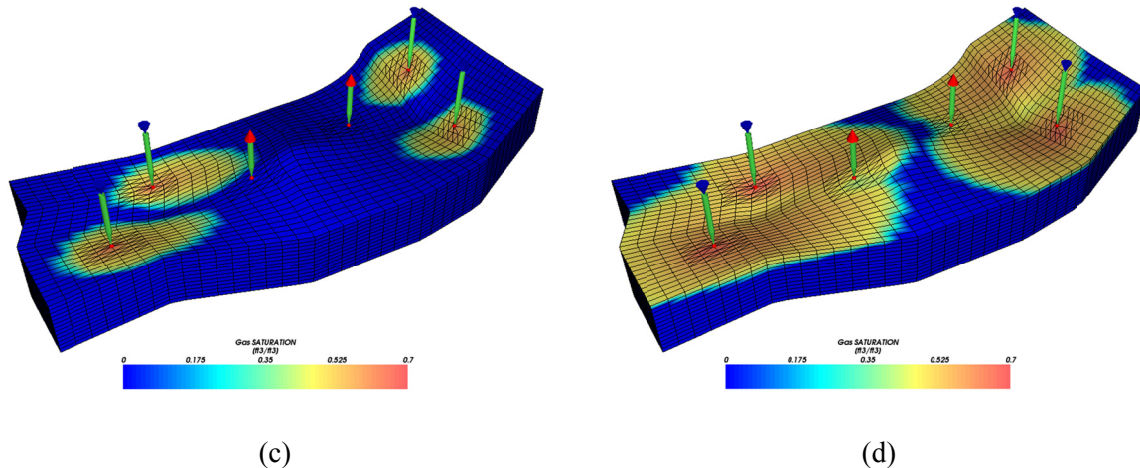 Gas SATURATION
(ft3/ft3)
0 0.175 0.35 0.525 0.7
Gas SATURATION
(ft3/ft3)
0 0.175 0.35 0.525 0.7
(c)
(d)